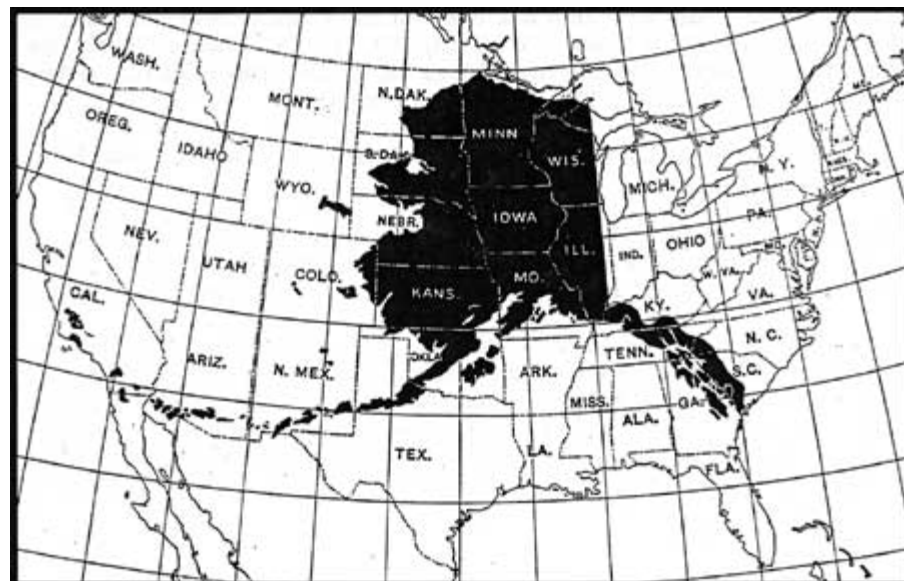 WASH.
MONT.
N.DAK.
MINN
OREG.
IDAHO
S.DAK
WIS.
WYO.
MICH.
N. Y.
NEBR.
IOWA
PA.
NEV.
UTAH
COLO.
ILL.
IND.
OHIO
W. VA.
VA.
CAL.
KANS.
MO.
KY.
N. C.
ARIZ.
N. MEX.
OKLA
ARK.
TENN.
S.C.
MISS.
ALA.
GA.
TEX.
LA.
FLA.